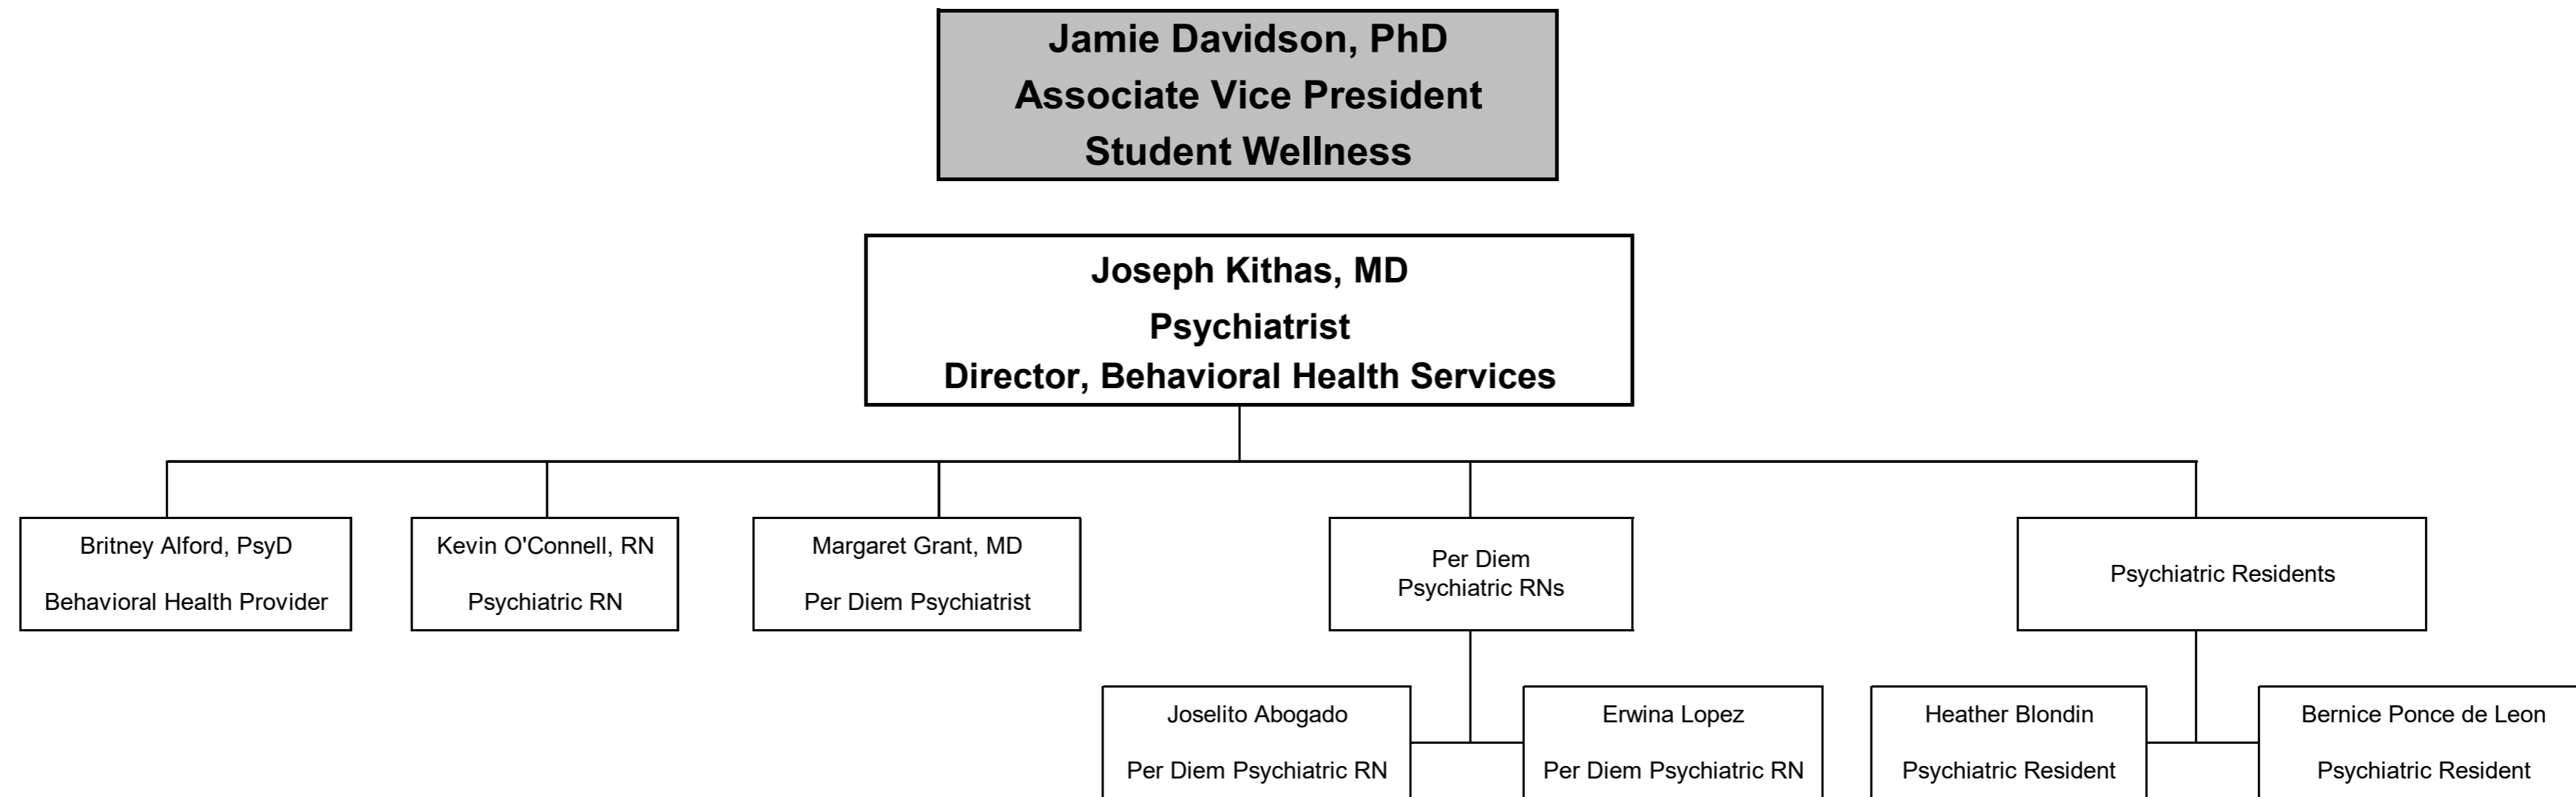 Jamie Davidson, PhD
Associate Vice President
Student Wellness
Joseph Kithas, MD
Psychiatrist
Director, Behavioral Health Services
Britney Alford, PsyD
Behavioral Health Provider
Kevin O'Connell, RN
Psychiatric RN
Margaret Grant, MD
Per Diem Psychiatrist
Per Diem
Psychiatric RNs
Psychiatric Residents
Joselito Abogado
Per Diem Psychiatric RN
Erwina Lopez
Per Diem Psychiatric RN
Heather Blondin
Psychiatric Resident
Bernice Ponce de Leon
Psychiatric Resident